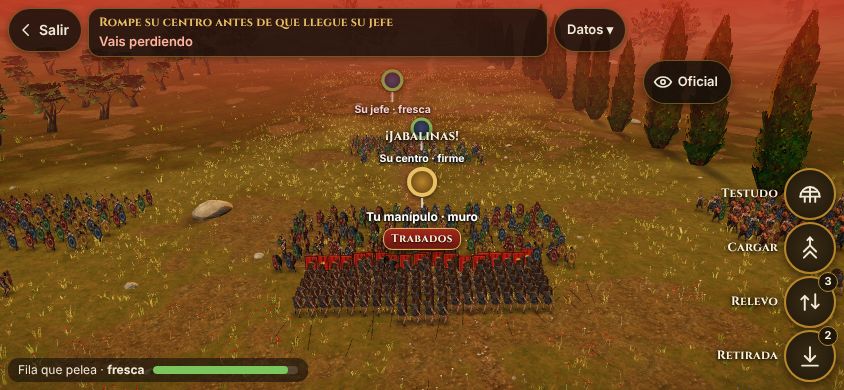 Salir
ROMPE SU CENTRO ANTES DE QUE LLEGUE SU JEFE
Vais perdiendo
Datos ▾
Oficial
Su jefe · fresca
¡JABALINAS!
Su centro · firme
Tu manípulo · muro
TRABADOS
TESTUDO
CARGAR
3
RELEVO
2
RETIRADA
Fila que pelea · fresca